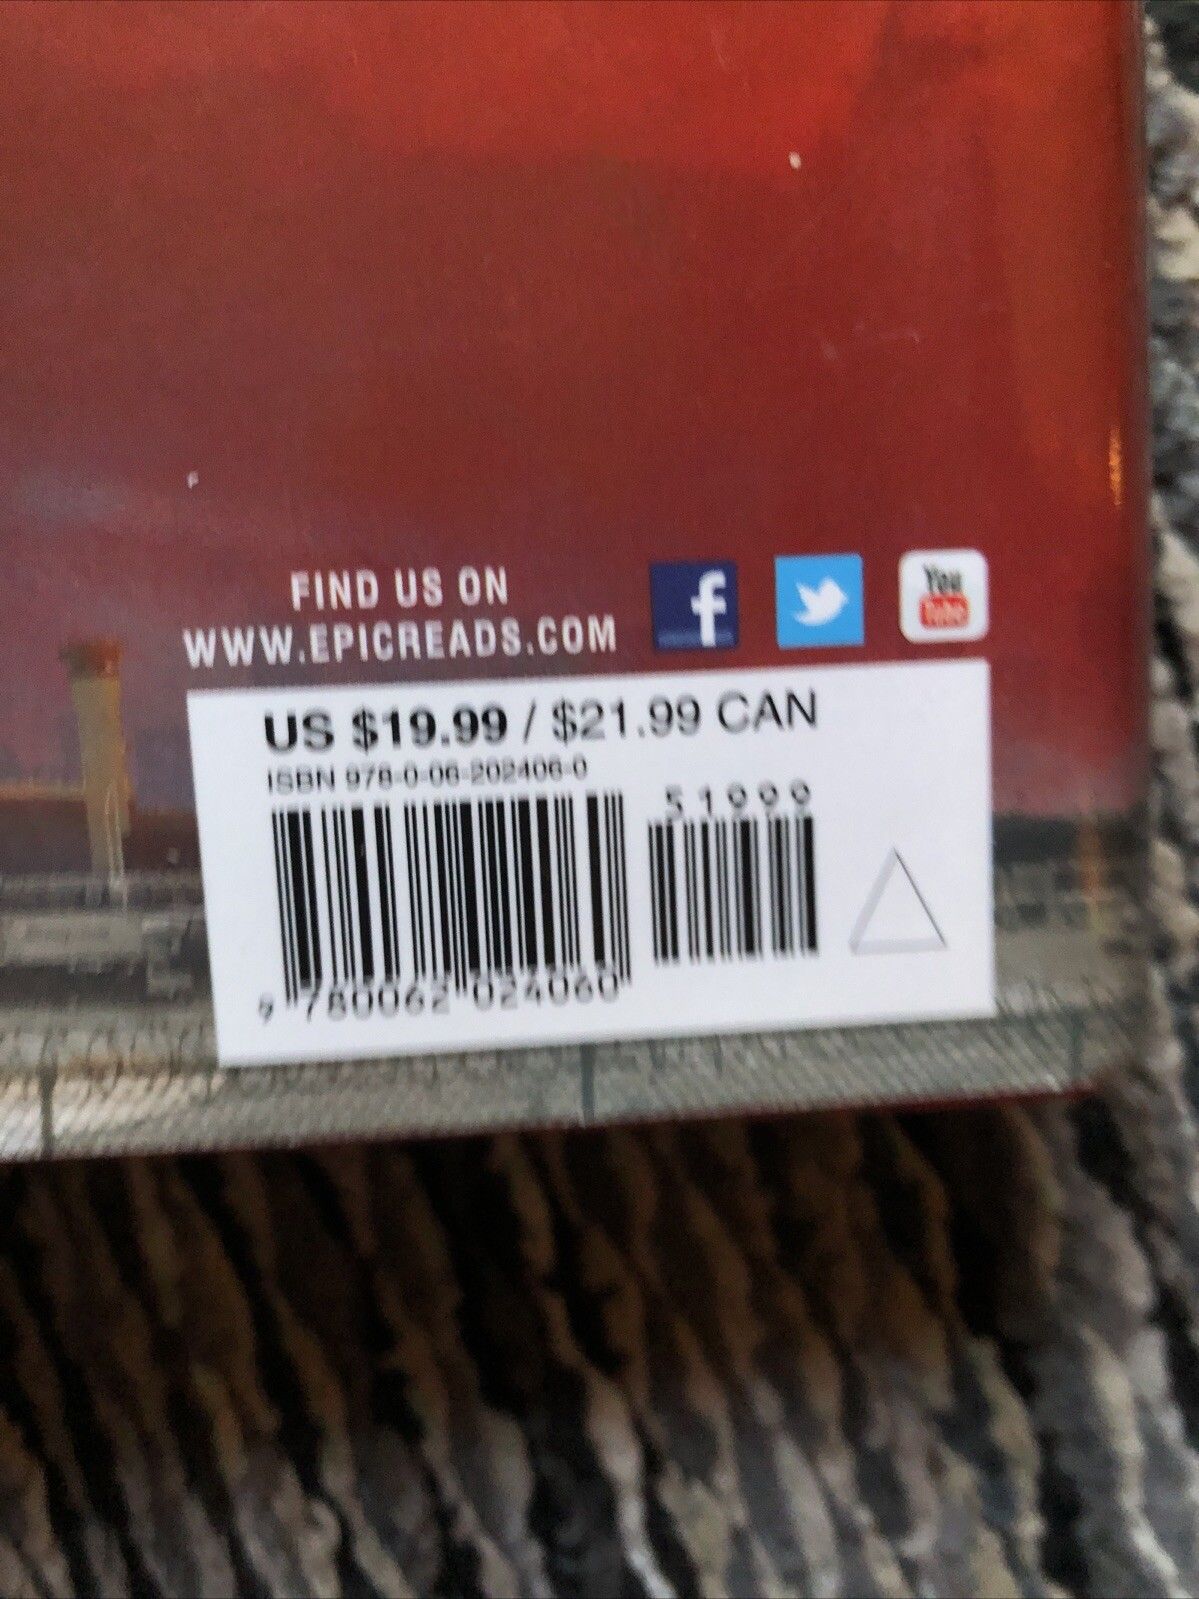 FIND US ON
WWW.EPICREADS.COM
f
You
Tube
US $19.99 / $21.99 CAN
ISBN 978-0-06-202406-0
51999
9 780062 024060